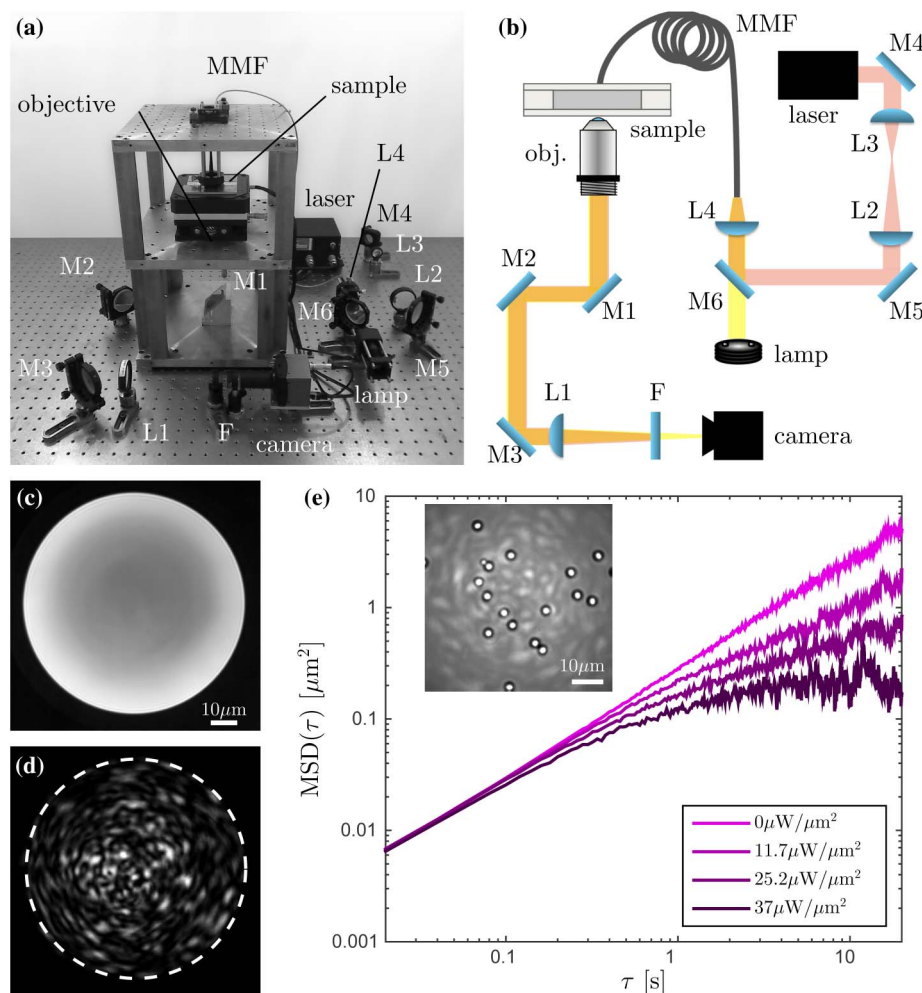 (a)
MMF
objective
sample
L4
laser
M4
L3
M2
M1
L2
M6
M3
M5
lamp
L1
F
camera
(b)
MMF
M4
sample
laser
L3
obj.
L4
L2
M2
M1
M6
M5
lamp
L1
F
M3
camera
(c)
10μm
(d)
(e)
MSD(τ) [μm²]
10
1
0.1
0.01
0.001
10μm
0μW/μm²
11.7μW/μm²
25.2μW/μm²
37μW/μm²
0.1
1
10
τ [s]